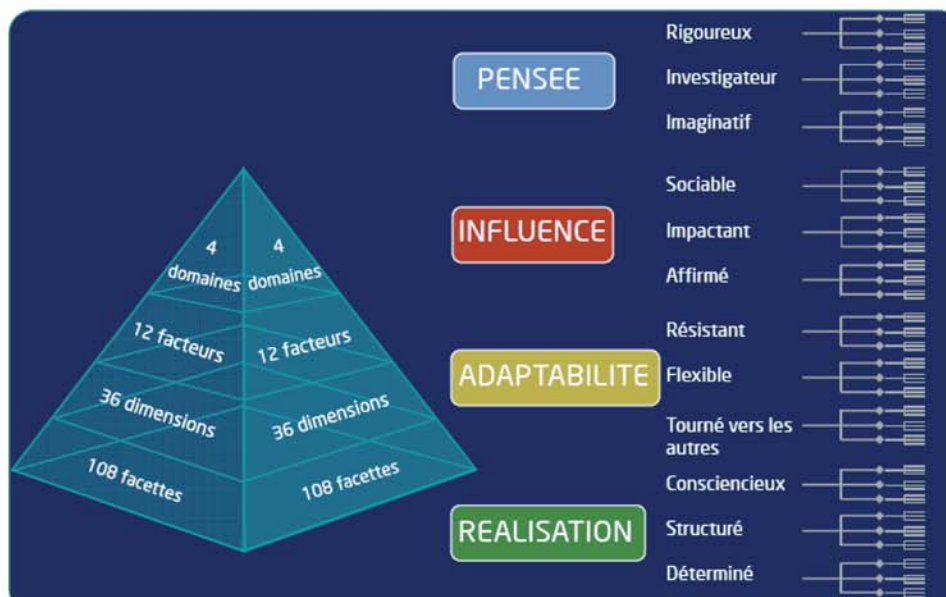 4
domaines
12 facteurs
36 dimensions
108 facettes
4
domaines
12 facteurs
36 dimensions
108 facettes
PENSEE
Rigoureux
Investigateur
Imaginatif
INFLUENCE
Sociable
Impactant
Affirmé
ADAPTABILITE
Résistant
Flexible
Tourné vers les
autres
REALISATION
Consciencieux
Structuré
Déterminé